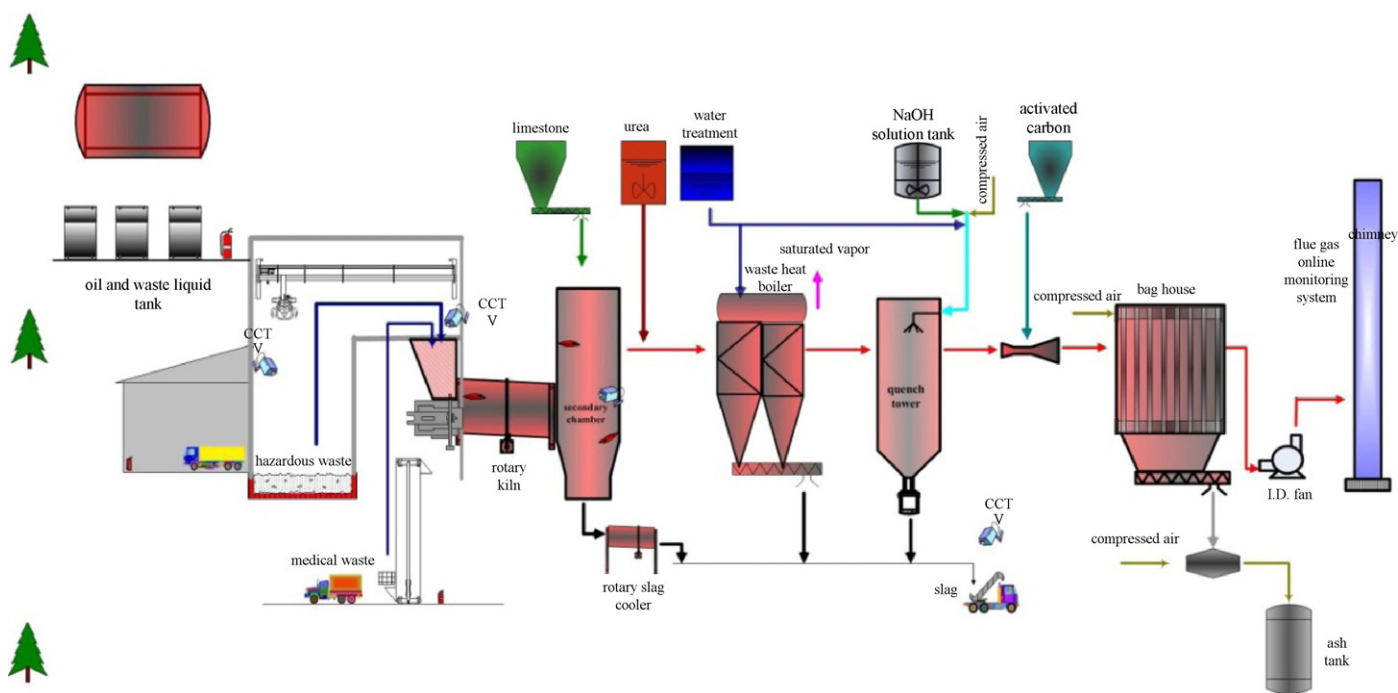 limestone
urea
water
treatment
NaOH
solution tank
compressed air
activated
carbon
saturated vapor
waste heat
boiler
compressed air
bag house
flue gas
online
monitoring
system
chimney
oil and waste liquid
tank
CCT
V
CCT
V
secondary
chamber
quench
tower
hazardous waste
rotary
kiln
I.D. fan
medical waste
rotary slag
cooler
CCT
V
slag
compressed air
ash
tank